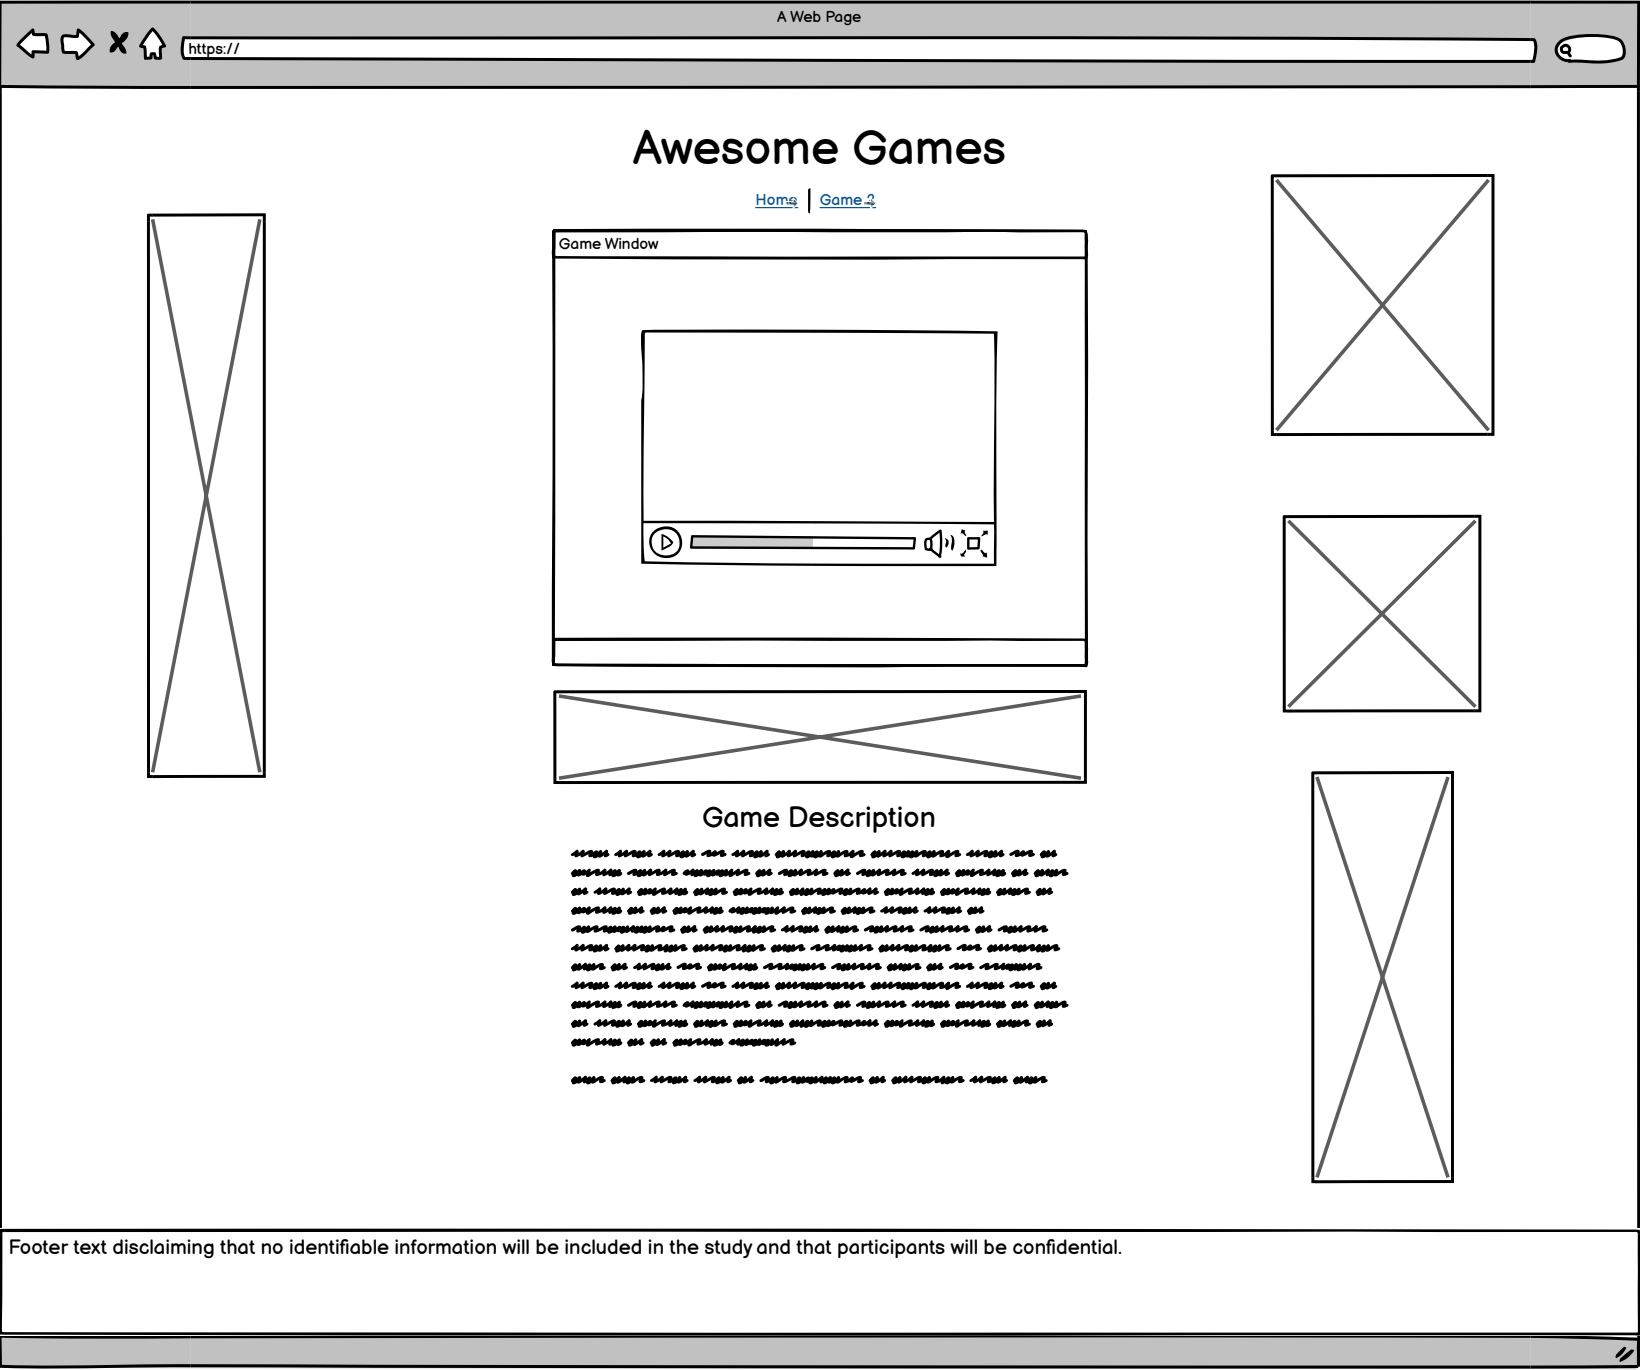 A Web Page
https://
Awesome Games
Home | Game 2
Game Window
Game Description
Footer text disclaiming that no identifiable information will be included in the study and that participants will be confidential.